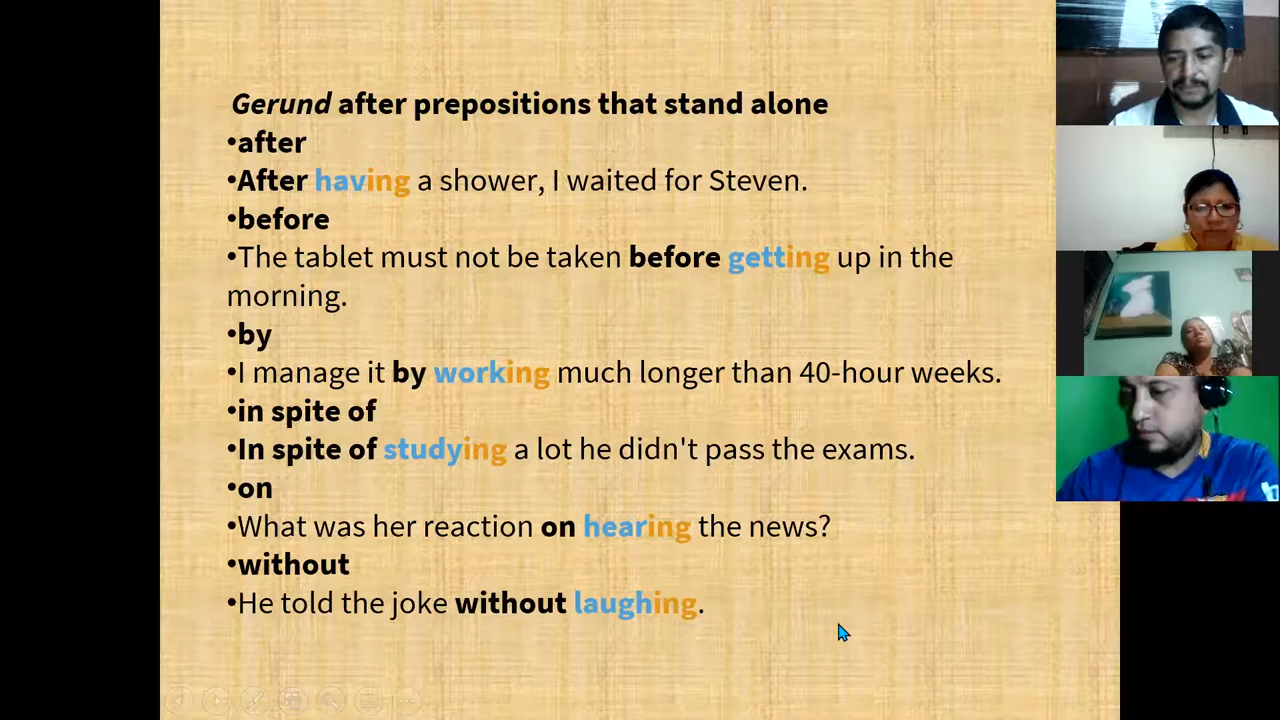 Gerund after prepositions that stand alone
•after
•After having a shower, I waited for Steven.
•before
•The tablet must not be taken before getting up in the
morning.
•by
•I manage it by working much longer than 40-hour weeks.
•in spite of
•In spite of studying a lot he didn't pass the exams.
•on
•What was her reaction on hearing the news?
•without
•He told the joke without laughing.